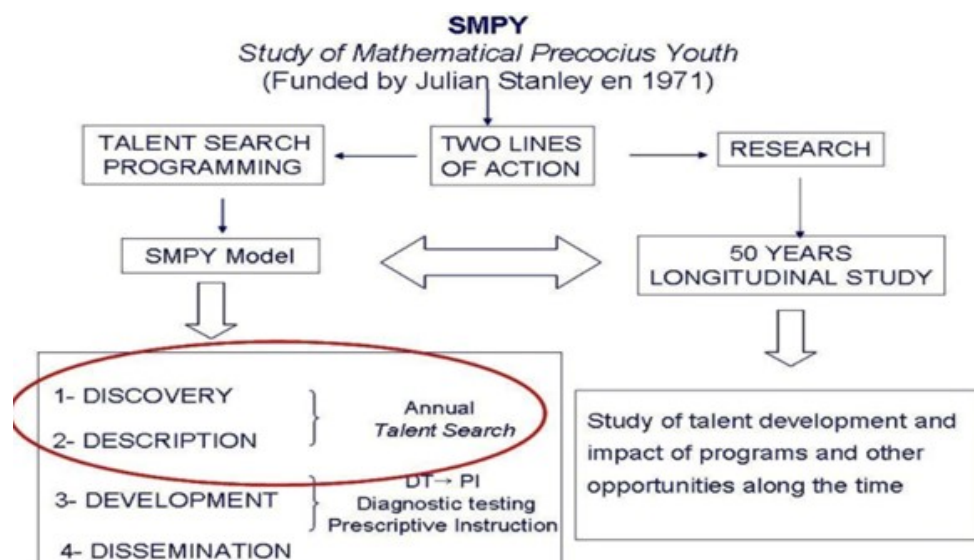 SMPY
Study of Mathematical Precocius Youth
(Funded by Julian Stanley en 1971)
TALENT SEARCH
PROGRAMMING
TWO LINES
OF ACTION
RESEARCH
SMPY Model
50 YEARS
LONGITUDINAL STUDY
1- DISCOVERY
2- DESCRIPTION
Annual
Talent Search
3- DEVELOPMENT
DT→ PI
Diagnostic testing
Prescriptive Instruction
4- DISSEMINATION
Study of talent development and
impact of programs and other
opportunities along the time